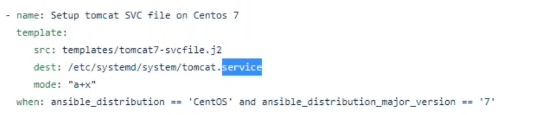 - name: Setup tomcat SVC file on Centos 7
template:
src: templates/tomcat7-svcfile.j2
dest: /etc/systemd/system/tomcat.service
mode: "a+x"
when: ansible_distribution == 'CentOS' and ansible_distribution_major_version == '7'